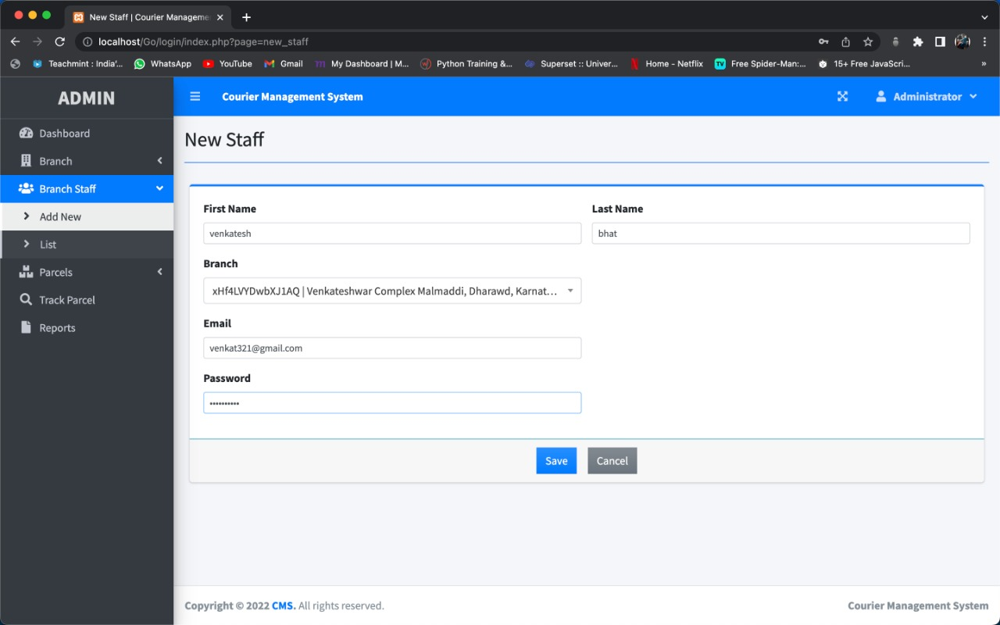 New Staff | Courier Manageme
localhost/Go/login/index.php?page=new_staff
Teachmint : India'... WhatsApp YouTube Gmail My Dashboard | M... Python Training &... Superset :: Univer... Home - Netflix Free Spider-Man:... 15+ Free JavaScri... »
ADMIN
Courier Management System
Administrator
Dashboard
Branch
Branch Staff
Add New
List
Parcels
Track Parcel
Reports
New Staff
First Name
Last Name
venkatesh
bhat
Branch
xHf4LVYDwbXJ1AQ | Venkateshwar Complex Malmaddi, Dharawd, Karnat...
Email
venkat321@gmail.com
Password
••••••••••
Save
Cancel
Copyright © 2022 CMS. All rights reserved.
Courier Management System